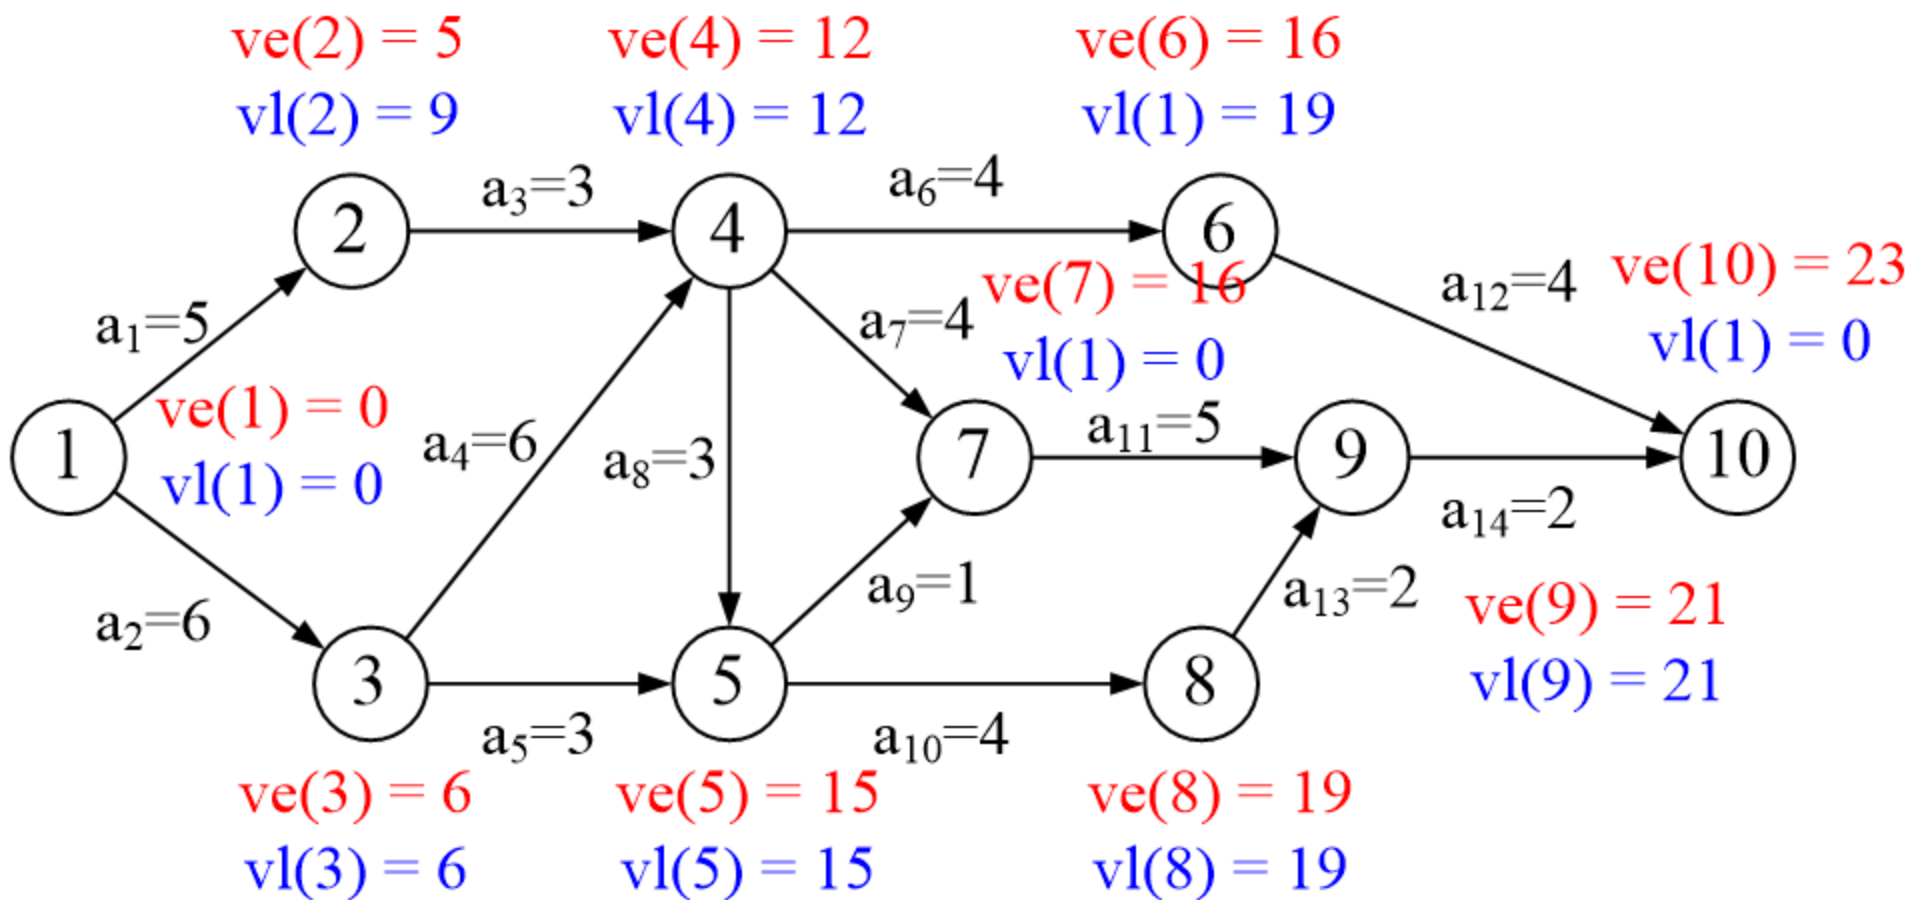 ve(2) = 5
vl(2) = 9
ve(4) = 12
vl(4) = 12
ve(6) = 16
vl(1) = 19
a3=3
a6=4
2
4
6
a1=5
a7=4
ve(7) = 16
vl(1) = 0
a12=4
ve(10) = 23
vl(1) = 0
1
ve(1) = 0
vl(1) = 0
a4=6
a8=3
7
a11=5
9
10
a14=2
a2=6
a9=1
a13=2
ve(9) = 21
vl(9) = 21
3
5
8
a5=3
a10=4
ve(3) = 6
vl(3) = 6
ve(5) = 15
vl(5) = 15
ve(8) = 19
vl(8) = 19